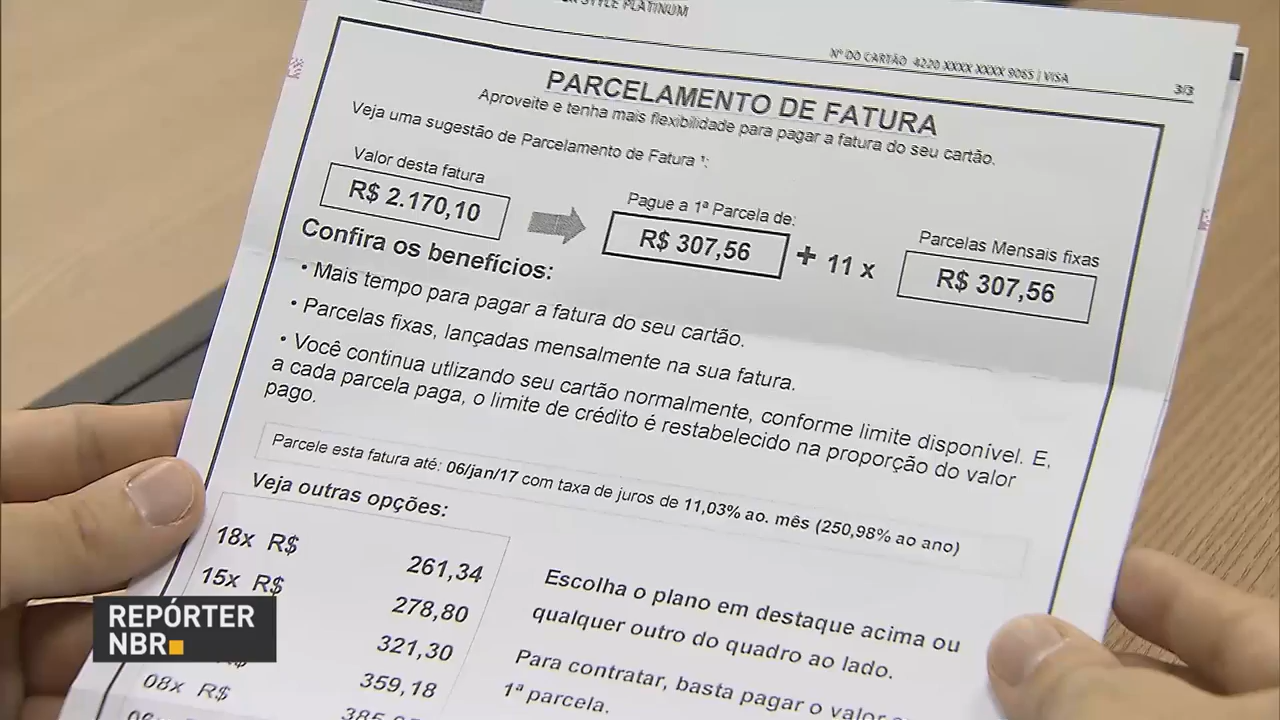 STYLE PLATINUM
Nº DO CARTÃO 4220 XXXX XXXX 9065 | VISA
3/3
PARCELAMENTO DE FATURA
Aproveite e tenha mais flexibilidade para pagar a fatura do seu cartão.
Veja uma sugestão de Parcelamento de Fatura ¹:
Valor desta fatura
R$ 2.170,10
Pague a 1ª Parcela de:
R$ 307,56
+ 11 x
Parcelas Mensais fixas
R$ 307,56
Confira os benefícios:
• Mais tempo para pagar a fatura do seu cartão.
• Parcelas fixas, lançadas mensalmente na sua fatura.
• Você continua utlizando seu cartão normalmente, conforme limite disponível. E,
a cada parcela paga, o limite de crédito é restabelecido na proporção do valor
pago.
Parcele esta fatura até: 06/jan/17 com taxa de juros de 11,03% ao. mês (250,98% ao ano)
Veja outras opções:
18x R$ 261,34
15x R$ 278,80
R$ 321,30
08x R$ 359,18
Escolha o plano em destaque acima ou
qualquer outro do quadro ao lado.
Para contratar, basta pagar o valor
1ª parcela.
REPÓRTER
NBR